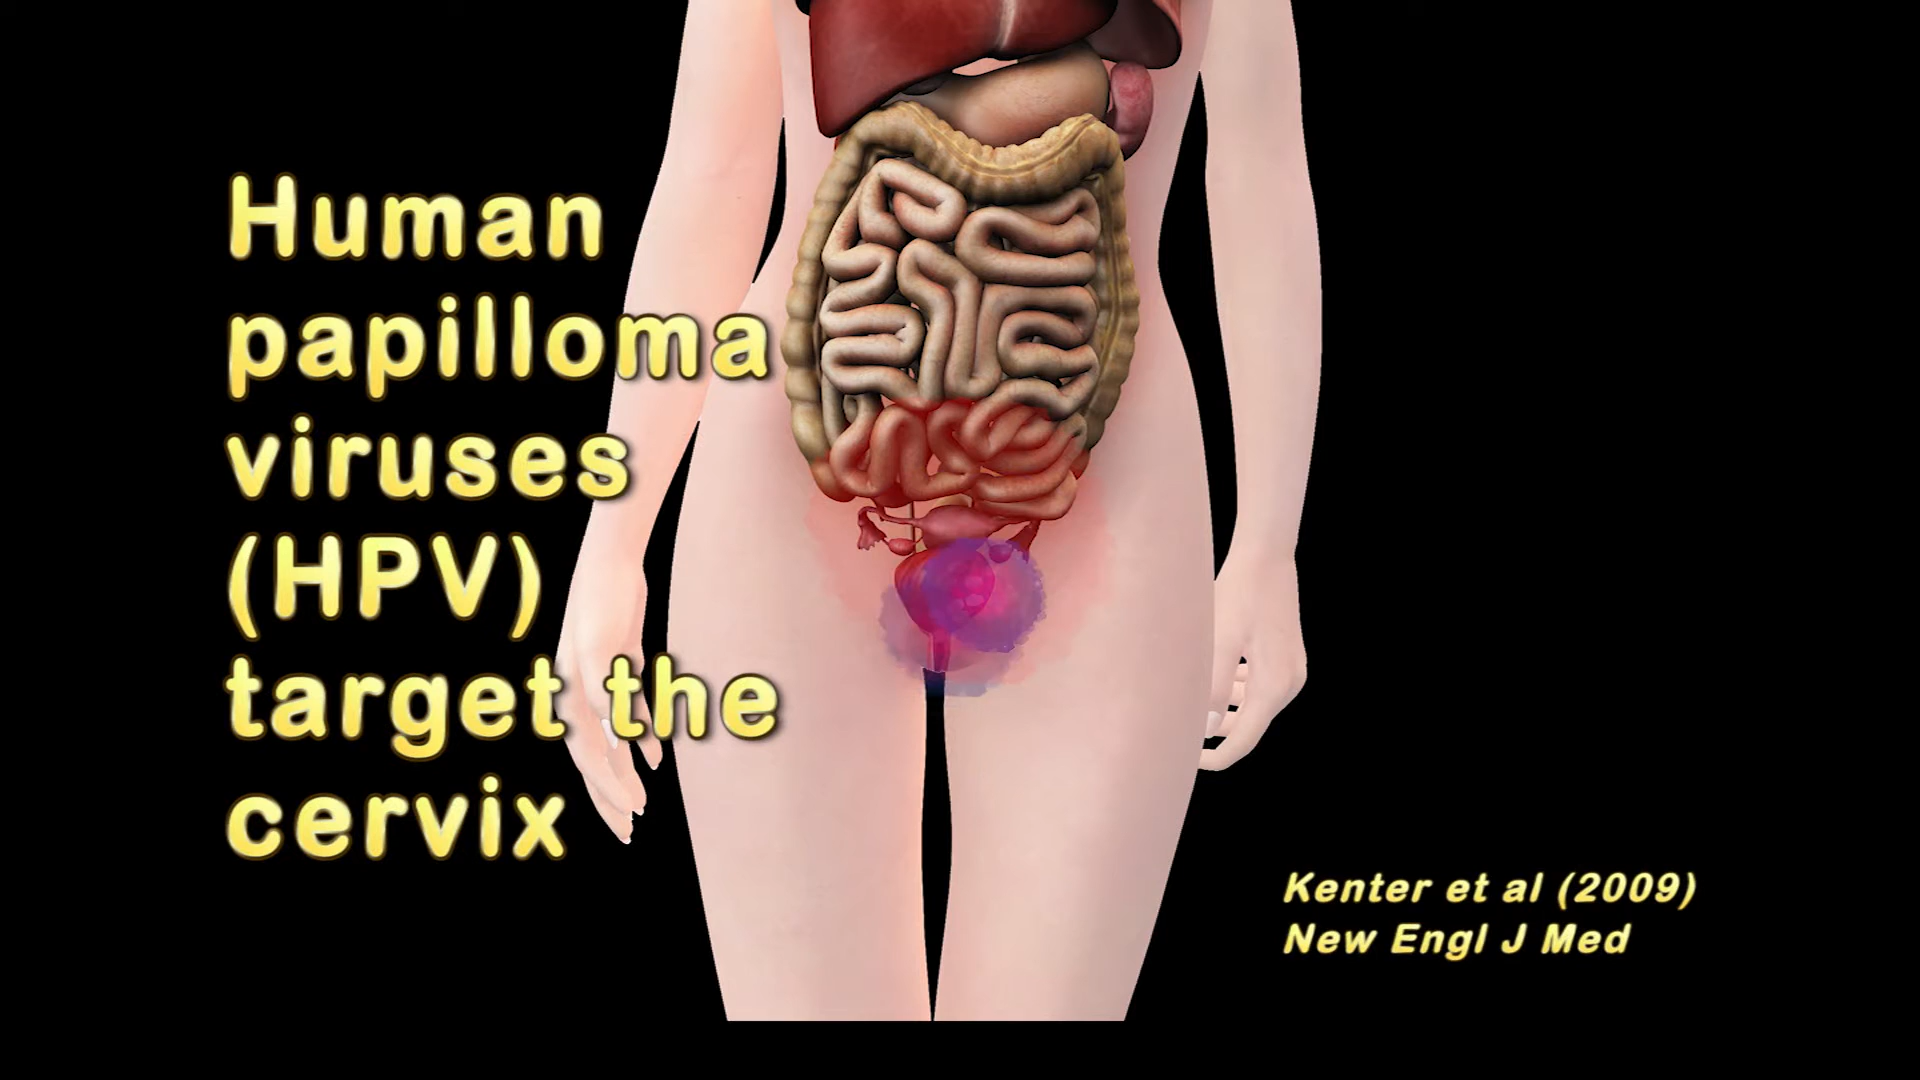 Human
papilloma
viruses
(HPV)
target the
cervix
Kenter et al (2009)
New Engl J Med